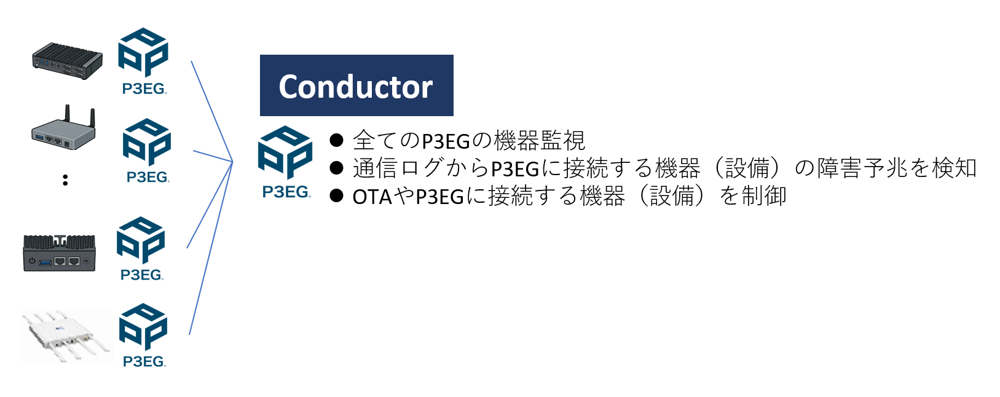 P3EG.
Conductor
P3EG.
● 全てのP3EGの機器監視
● 通信ログからP3EGに接続する機器（設備）の障害予兆を検知
● OTAやP3EGに接続する機器（設備）を制御
P3EG.
:
P3EG.
P3EG.